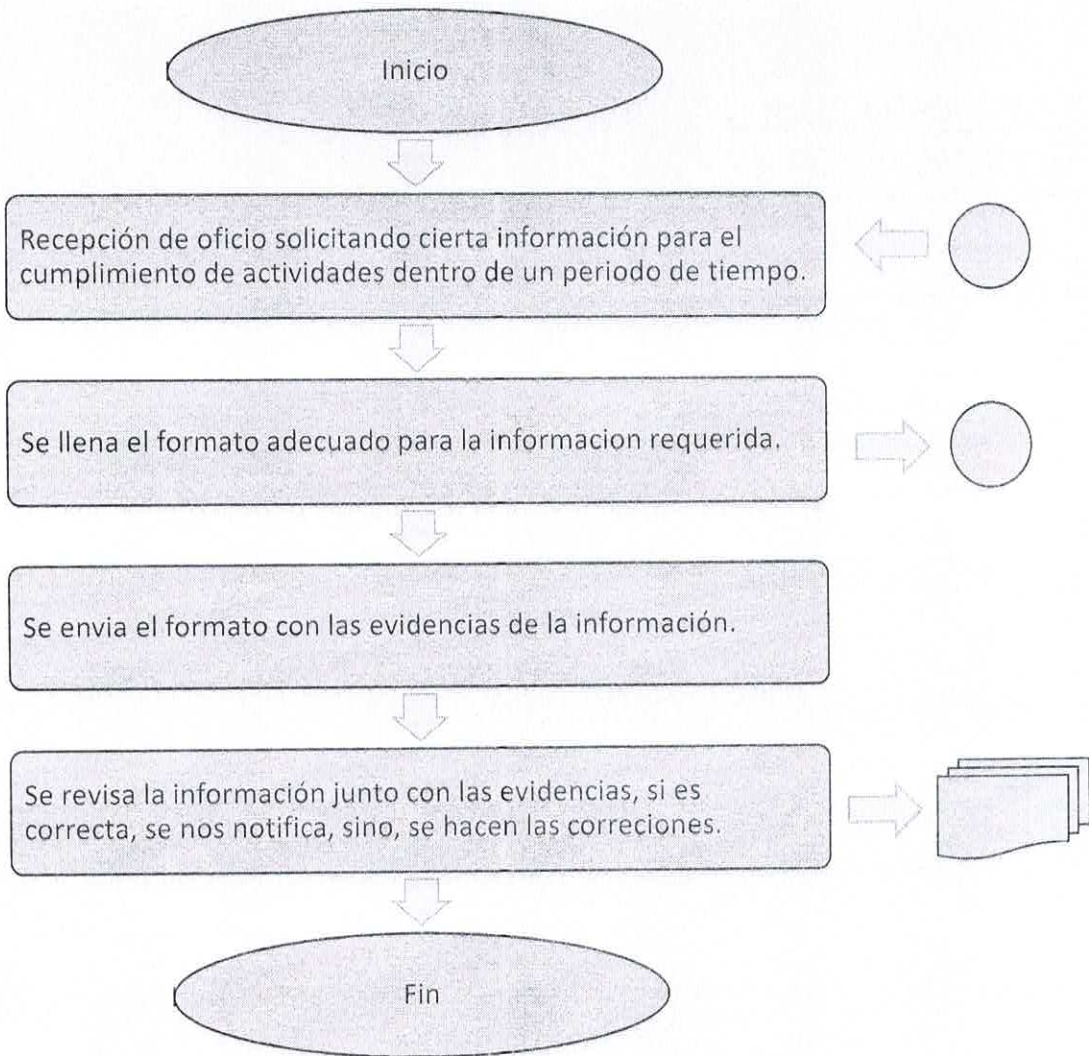 Inicio
Recepción de oficio solicitando cierta información para el
cumplimiento de actividades dentro de un periodo de tiempo.
Se llena el formato adecuado para la informacion requerida.
Se envia el formato con las evidencias de la información.
Se revisa la información junto con las evidencias, si es
correcta, se nos notifica, sino, se hacen las correciones.
Fin